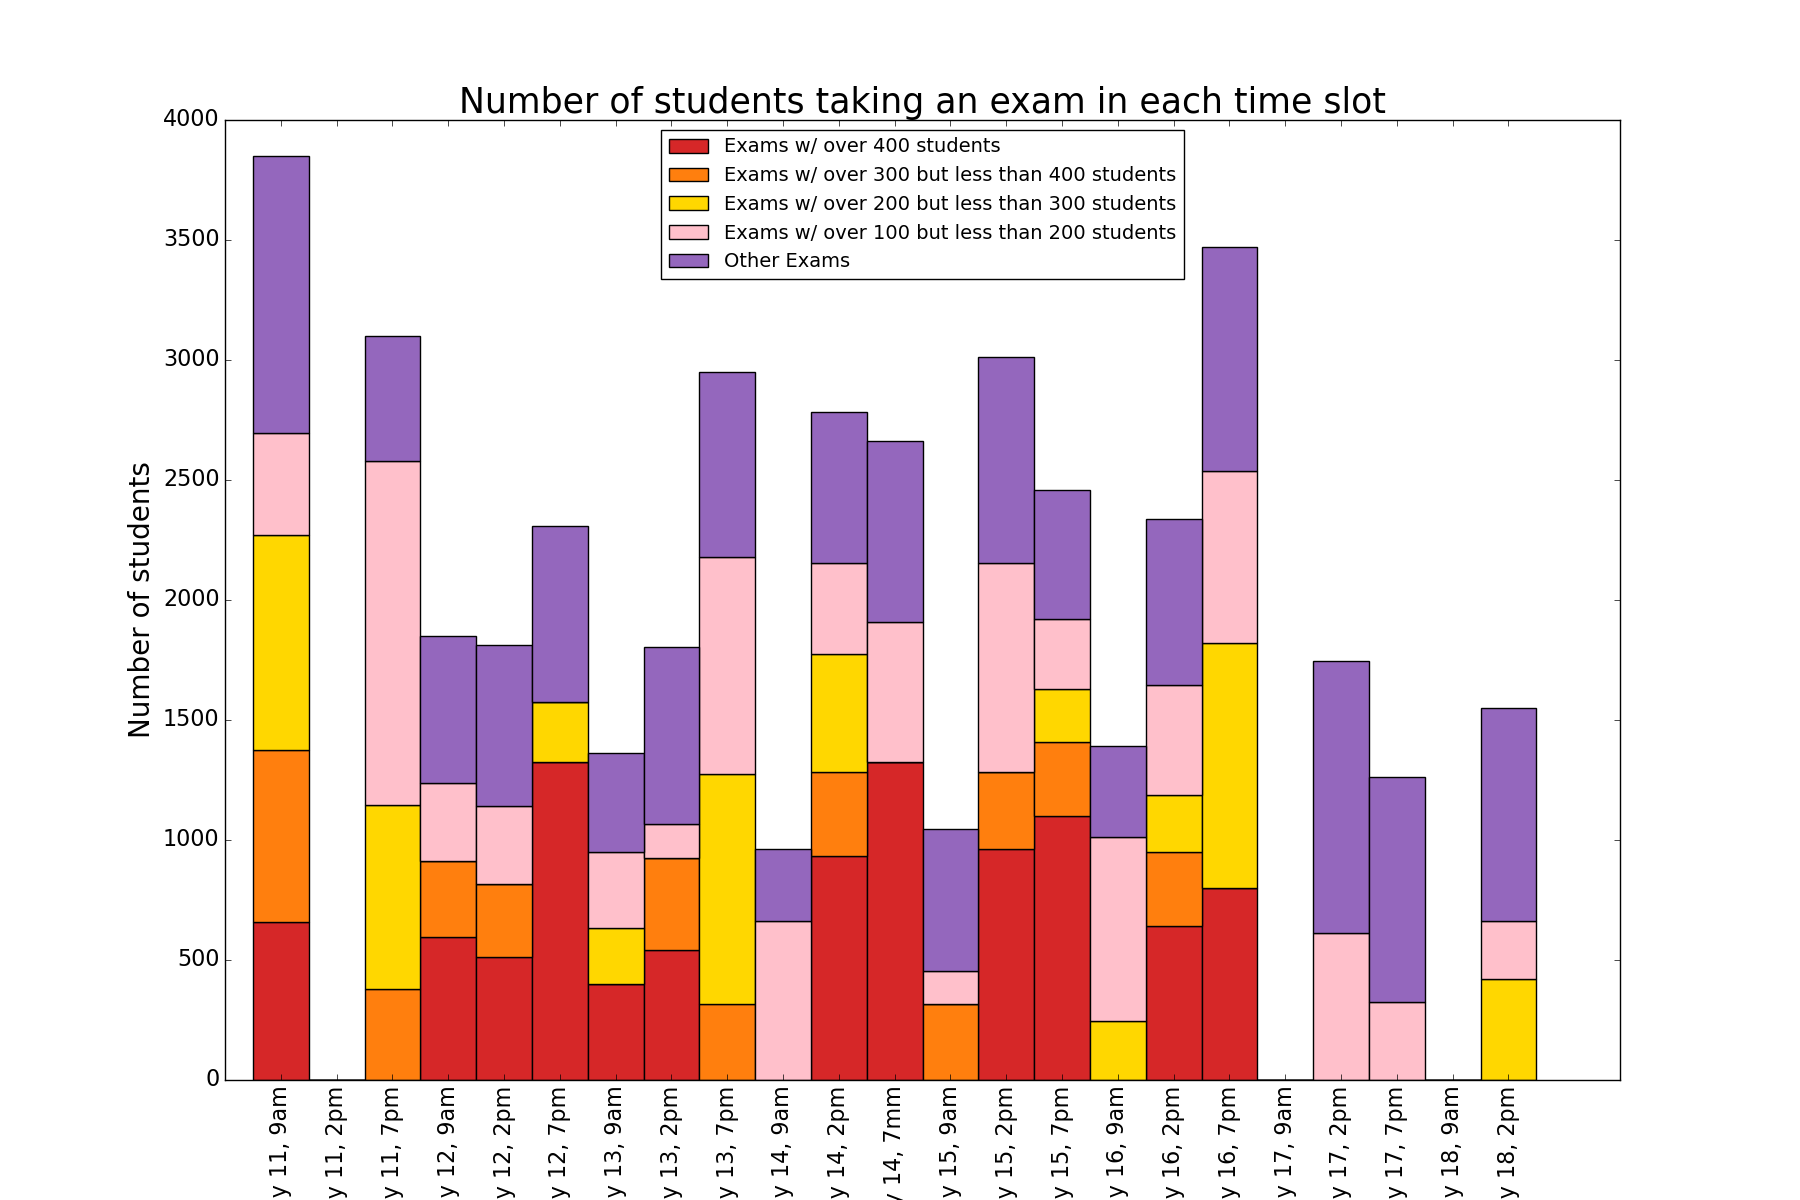 Number of students taking an exam in each time slot
Exams w/ over 400 students
Exams w/ over 300 but less than 400 students
Exams w/ over 200 but less than 300 students
Exams w/ over 100 but less than 200 students
Other Exams
Number of students
4000
3500
3000
2500
2000
1500
1000
500
0
y 11, 9am
y 11, 2pm
y 11, 7pm
y 12, 9am
y 12, 2pm
y 12, 7pm
y 13, 9am
y 13, 2pm
y 13, 7pm
y 14, 9am
y 14, 2pm
y 14, 7mm
y 15, 9am
y 15, 2pm
y 15, 7pm
y 16, 9am
y 16, 2pm
y 16, 7pm
y 17, 9am
y 17, 2pm
y 17, 7pm
y 18, 9am
y 18, 2pm